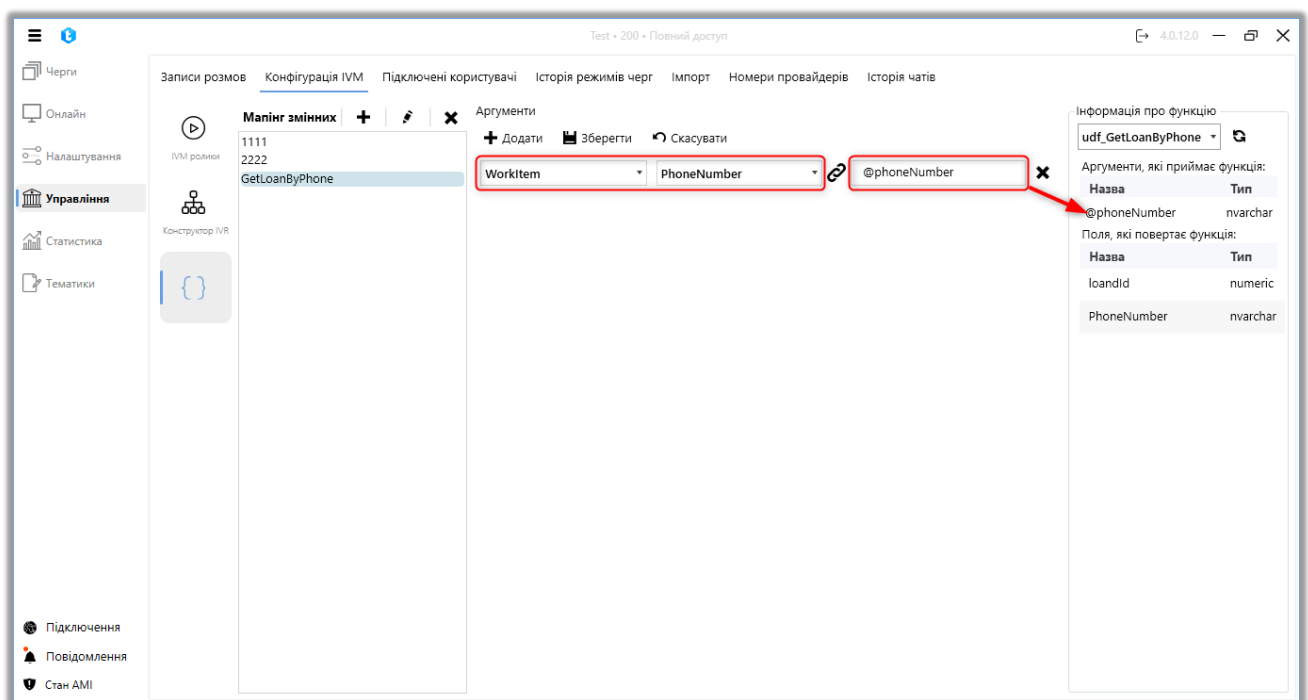 Test • 200 • Повний доступ
4.0.12.0
Черги
Онлайн
Налаштування
Управління
Статистика
Тематики
Підключення
Повідомлення
Стан AMI
Записи розмов Конфігурація IVM Підключені користувачі Історія режимів черг Імпорт Номери провайдерів Історія чатів
IVM ролики
Конструктор IVR
{ }
Мапінг змінних
1111
2222
GetLoanByPhone
Аргументи
Додати Зберегти Скасувати
WorkItem PhoneNumber @phoneNumber
Інформація про функцію
udf_GetLoanByPhone
Аргументи, які приймає функція:
Назва Тип
@phoneNumber nvarchar
Поля, які повертає функція:
Назва Тип
loandId numeric
PhoneNumber nvarchar